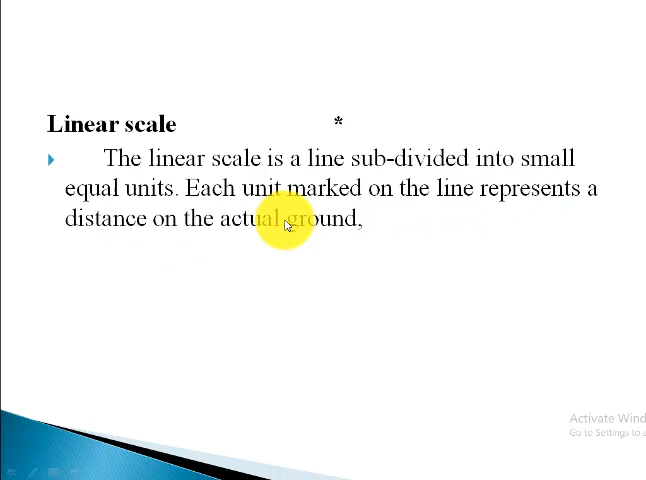 Linear scale *
The linear scale is a line sub-divided into small
equal units. Each unit marked on the line represents a
distance on the actual ground,
Activate Wind
Go to Settings to a